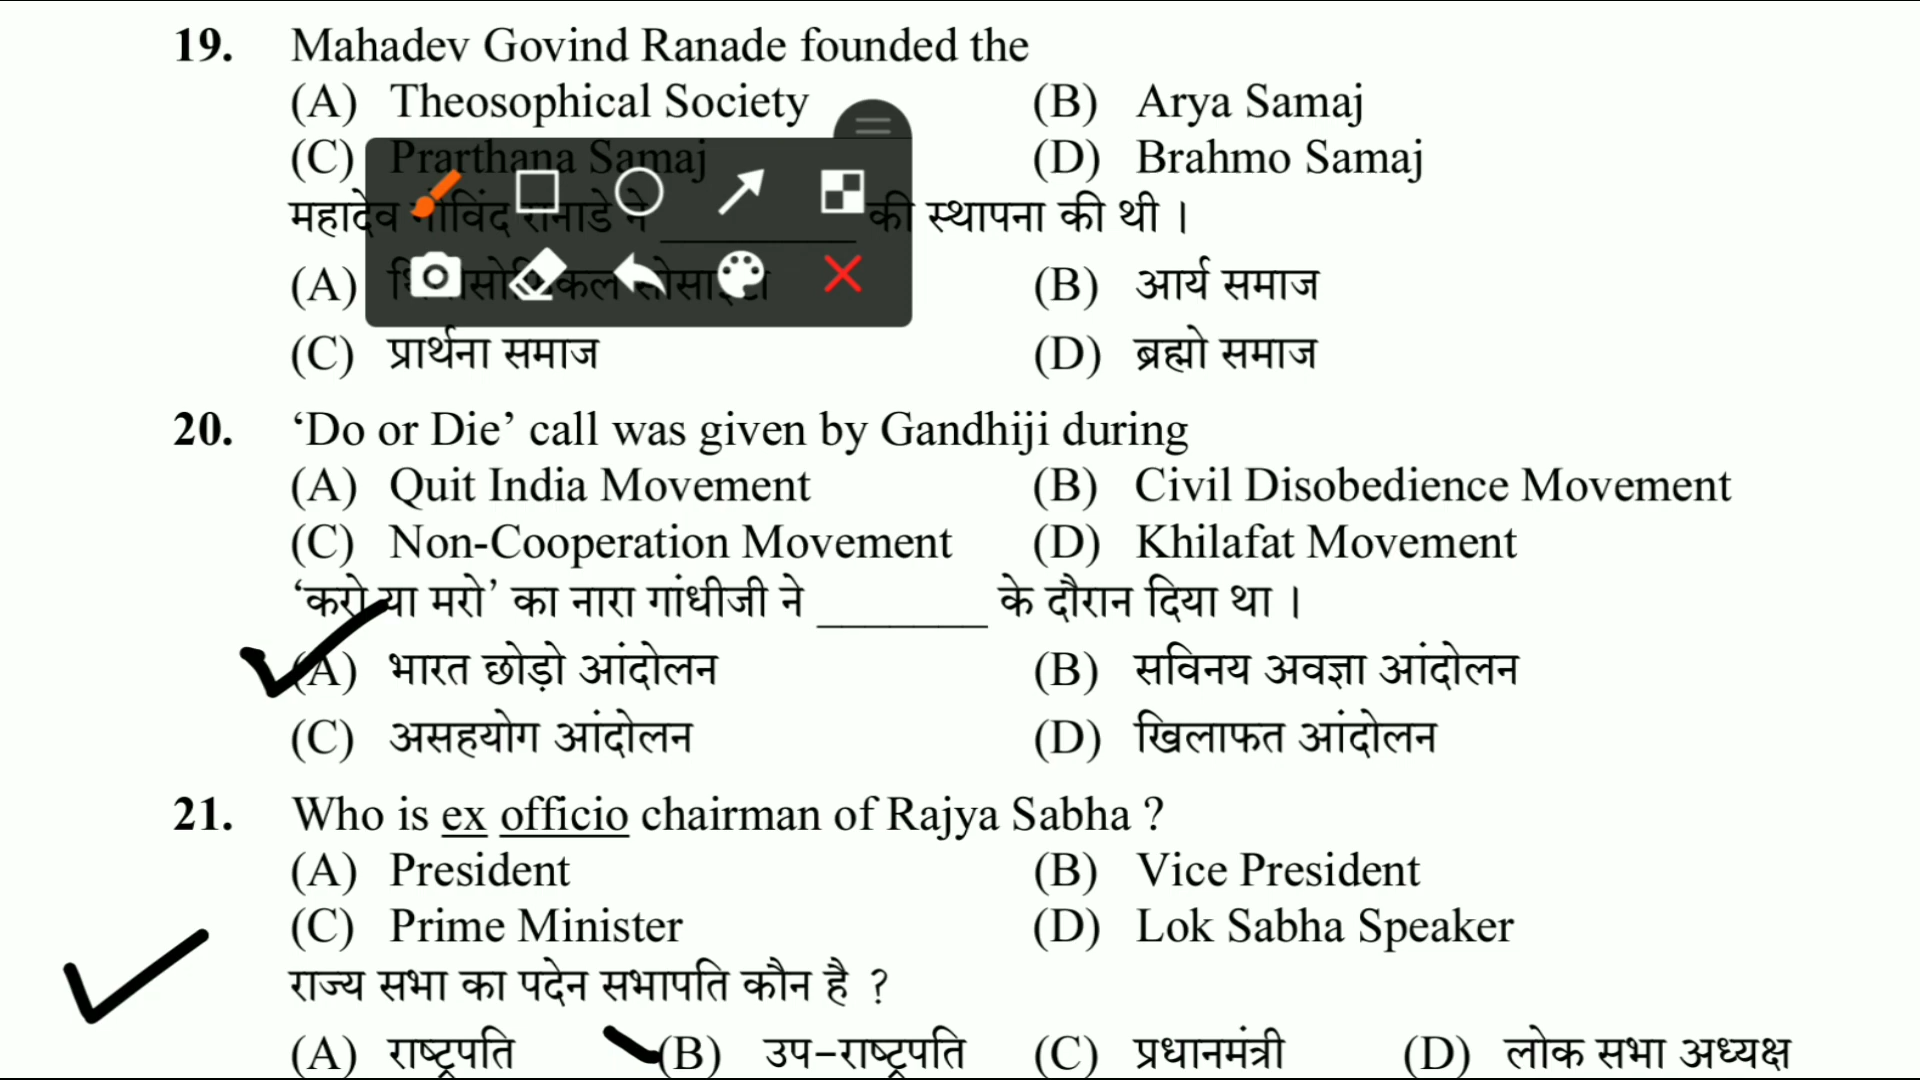 19. Mahadev Govind Ranade founded the
(A) Theosophical Society (B) Arya Samaj
(C) Prarthana Samaj (D) Brahmo Samaj
महादेव गोविंद रानाडे ने ________ की स्थापना की थी ।
(A) (B) आर्य समाज
(C) प्रार्थना समाज (D) ब्रह्मो समाज
20. ‘Do or Die’ call was given by Gandhiji during
(A) Quit India Movement (B) Civil Disobedience Movement
(C) Non-Cooperation Movement (D) Khilafat Movement
‘करो या मरो’ का नारा गांधीजी ने _______ के दौरान दिया था ।
(A) भारत छोड़ो आंदोलन (B) सविनय अवज्ञा आंदोलन
(C) असहयोग आंदोलन (D) खिलाफत आंदोलन
21. Who is ex officio chairman of Rajya Sabha ?
(A) President (B) Vice President
(C) Prime Minister (D) Lok Sabha Speaker
राज्य सभा का पदेन सभापति कौन है ?
(A) राष्ट्रपति (B) उप-राष्ट्रपति (C) प्रधानमंत्री (D) लोक सभा अध्यक्ष